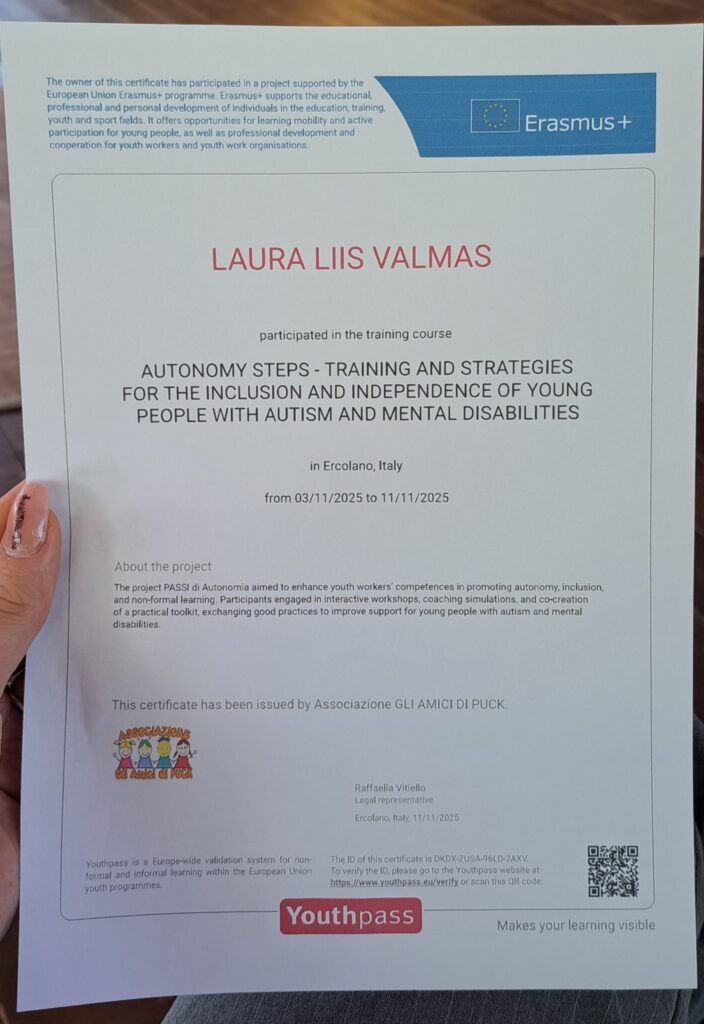 The owner of this certificate has participated in a project supported by the
European Union Erasmus+ programme. Erasmus+ supports the educational,
professional and personal development of individuals in the education, training,
youth and sport fields. It offers opportunities for learning mobility and active
participation for young people, as well as professional development and
cooperation for youth workers and youth work organisations.
Erasmus+
LAURA LIIS VALMAS
participated in the training course
AUTONOMY STEPS - TRAINING AND STRATEGIES
FOR THE INCLUSION AND INDEPENDENCE OF YOUNG
PEOPLE WITH AUTISM AND MENTAL DISABILITIES
in Ercolano, Italy
from 03/11/2025 to 11/11/2025
About the project
The project PASSI di Autonomia aimed to enhance youth workers' competences in promoting autonomy, inclusion,
and non-formal learning. Participants engaged in interactive workshops, coaching simulations, and co-creation
of a practical toolkit, exchanging good practices to improve support for young people with autism and mental
disabilities.
This certificate has been issued by Associazione GLI AMICI DI PUCK.
ASSOCIAZIONE
Gli Amici di PUCK
Raffaella Vitiello
Legal representative
Ercolano, Italy, 11/11/2025
Youthpass is a Europe-wide validation system for non-
formal and informal learning within the European Union
youth programmes.
The ID of this certificate is DKDX-ZUSA-96LD-2AXV.
To verify the ID, please go to the Youthpass website at
https://www.youthpass.eu/verify or scan this QR code:
Youthpass
Makes your learning visible